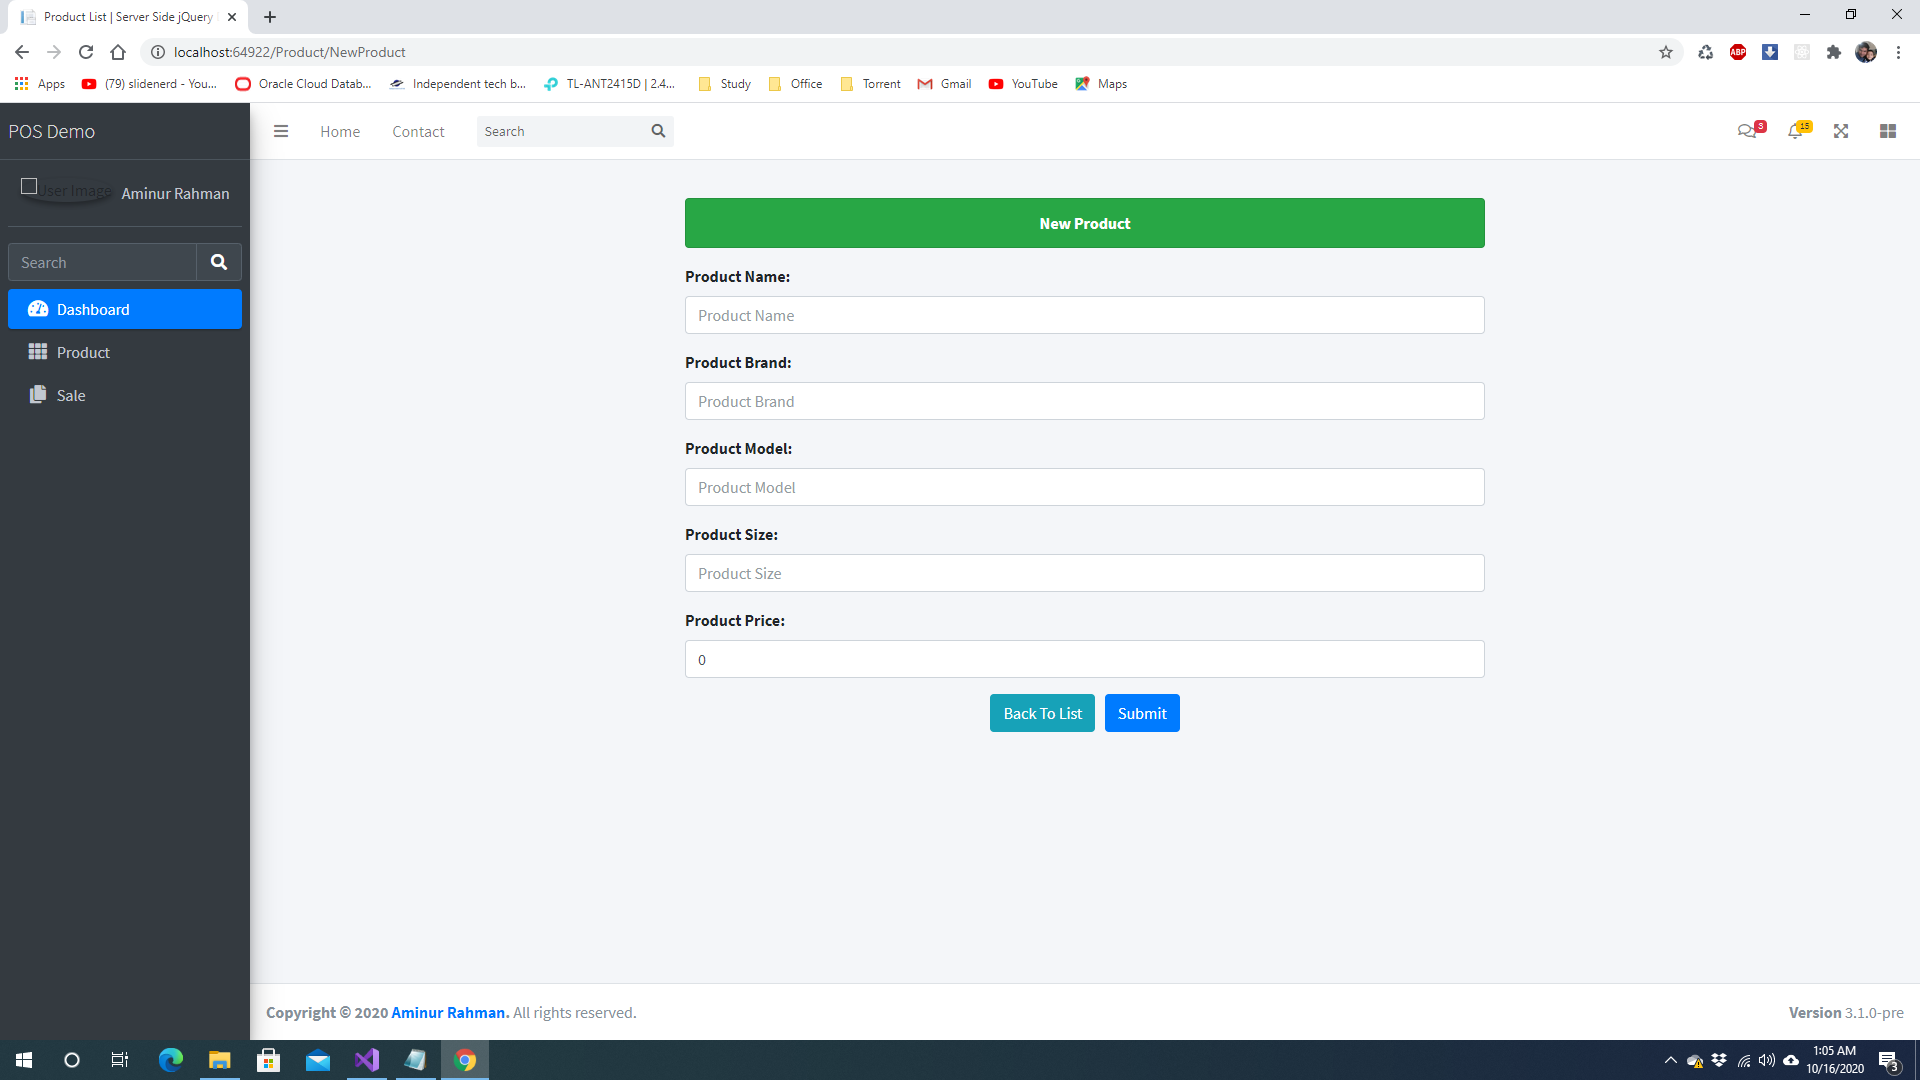 Product List | Server Side jQuery
localhost:64922/Product/NewProduct
ABP
Apps
(79) slidenerd - You...
Oracle Cloud Datab...
Independent tech b...
TL-ANT2415D | 2.4...
Study
Office
Torrent
Gmail
YouTube
Maps
POS Demo
Home
Contact
Search
3
15
User Image
Aminur Rahman
Search
Dashboard
Product
Sale
New Product
Product Name:
Product Name
Product Brand:
Product Brand
Product Model:
Product Model
Product Size:
Product Size
Product Price:
0
Back To List
Submit
Copyright © 2020 Aminur Rahman. All rights reserved.
Version 3.1.0-pre
1:05 AM
10/16/2020
3